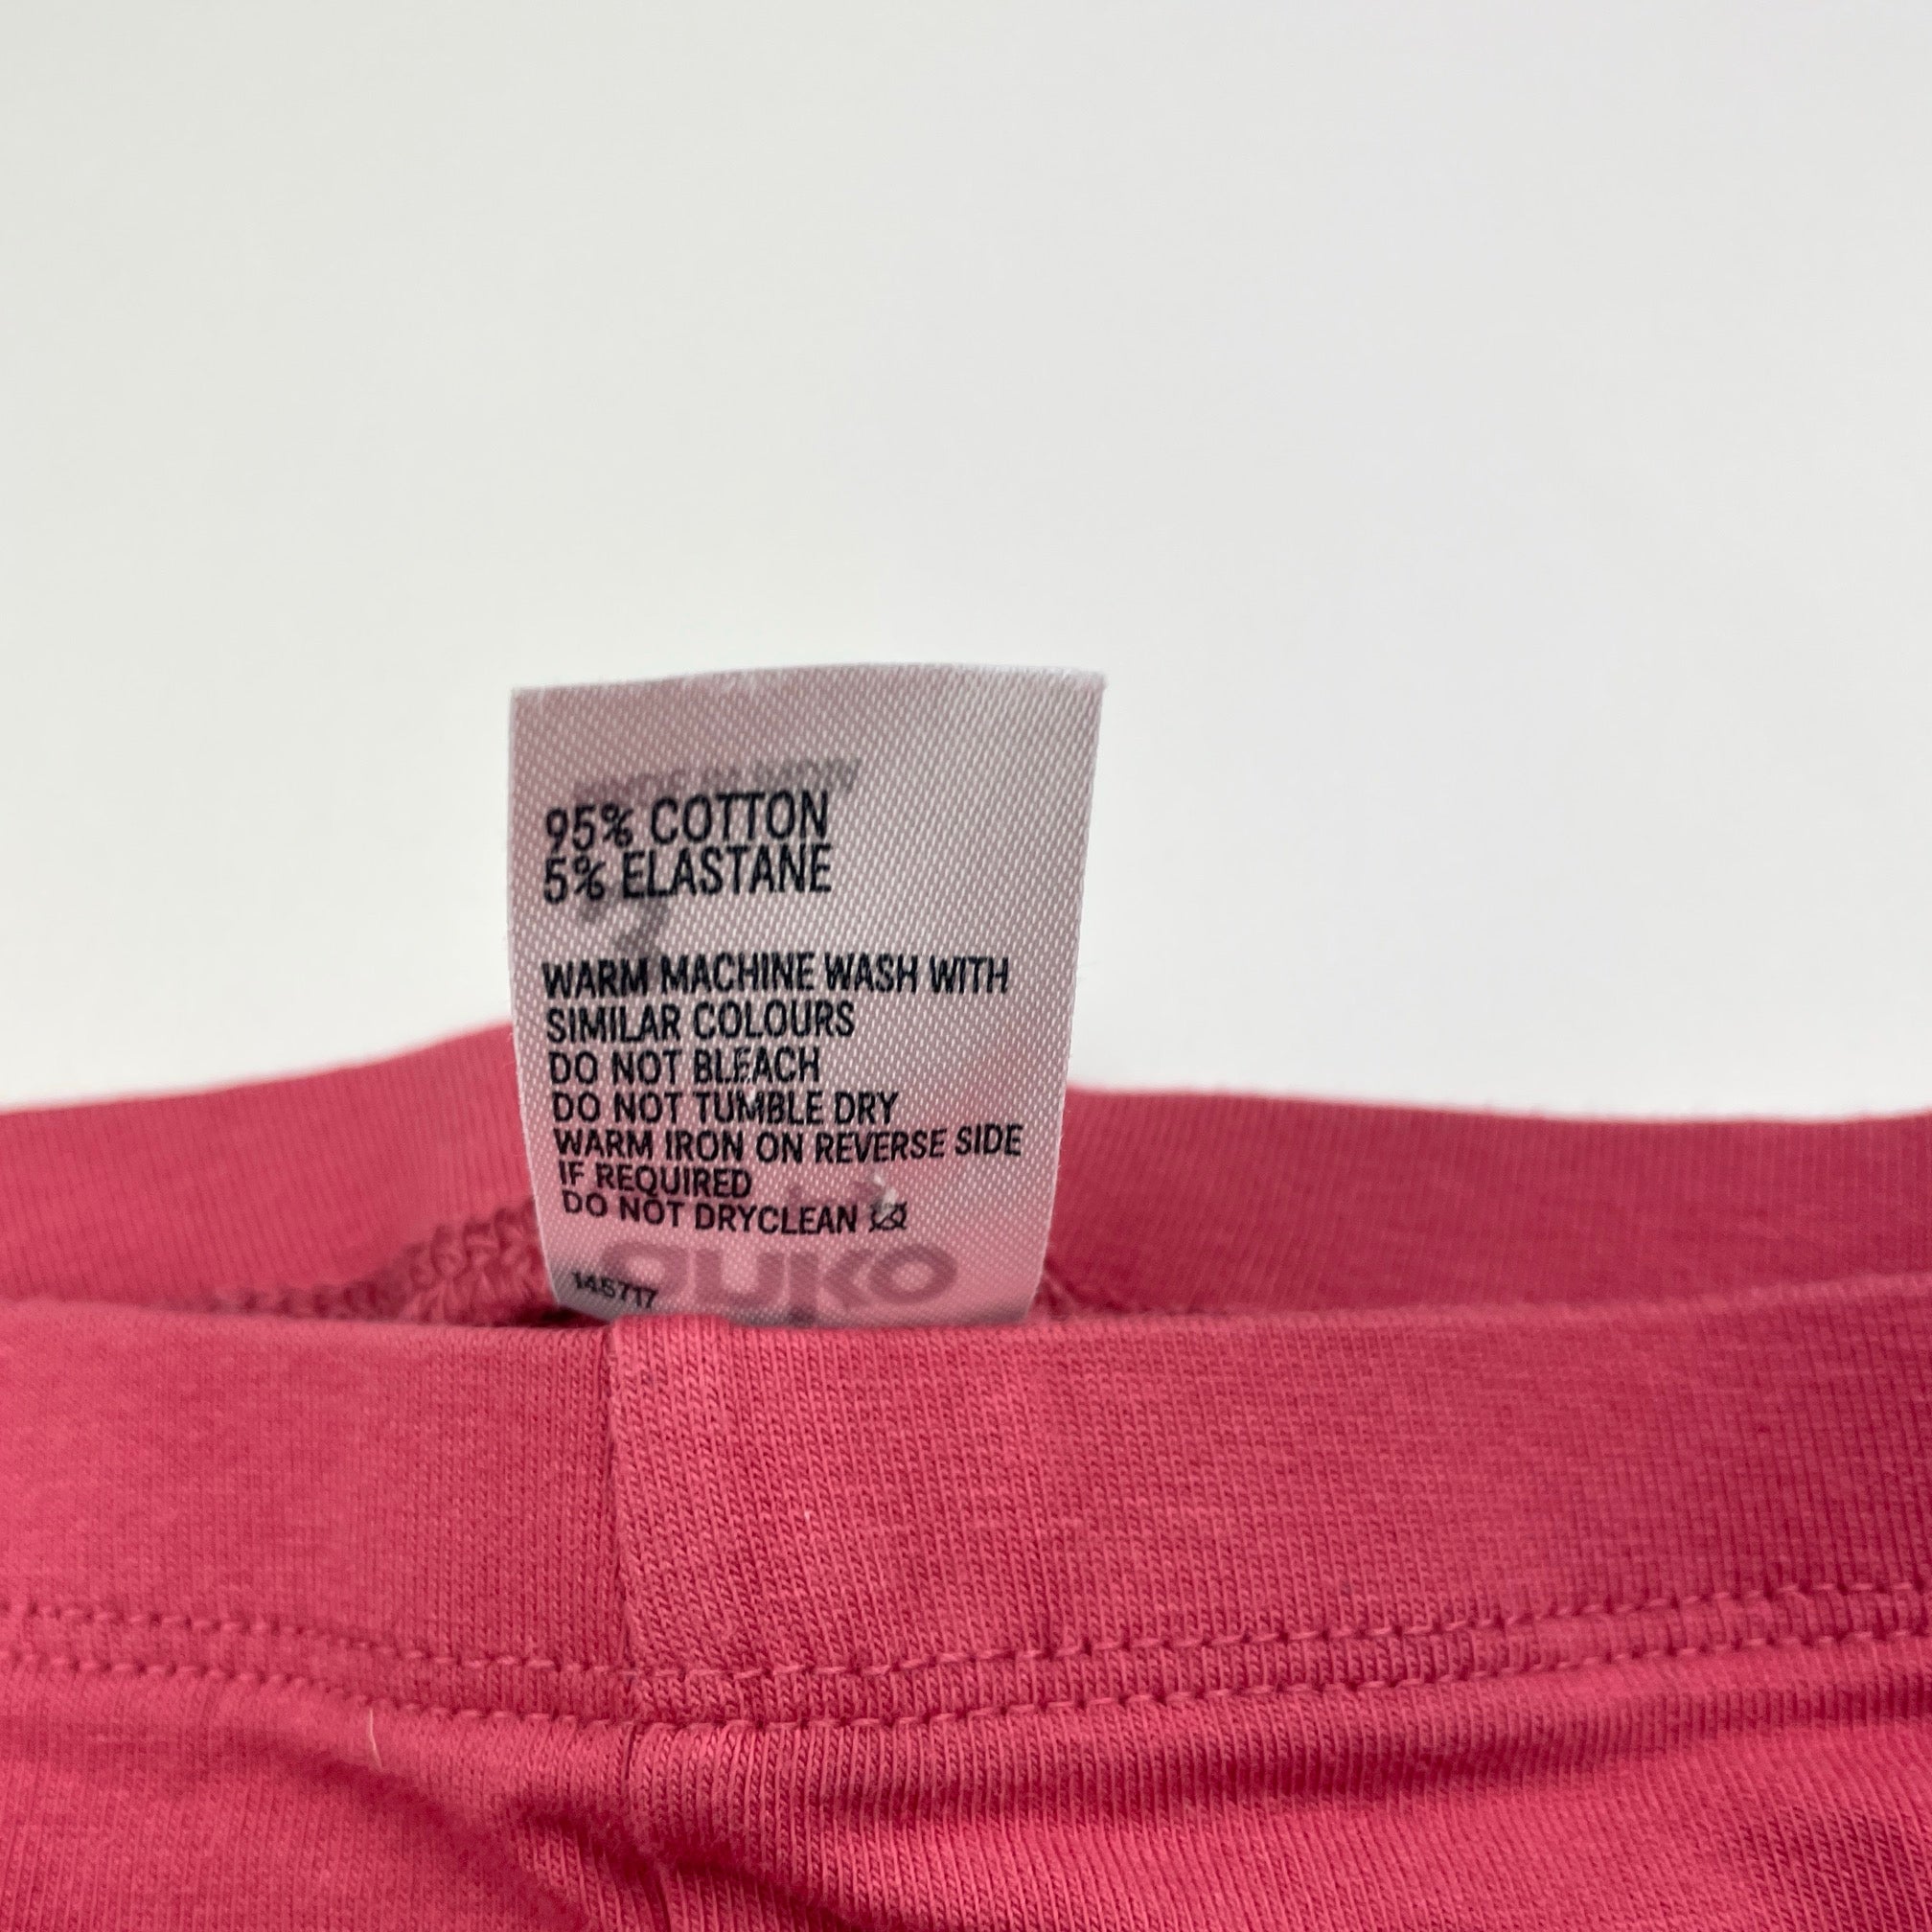 95% COTTON
5% ELASTANE
WARM MACHINE WASH WITH
SIMILAR COLOURS
DO NOT BLEACH
DO NOT TUMBLE DRY
WARM IRON ON REVERSE SIDE
IF REQUIRED
DO NOT DRYCLEAN
anko
145717